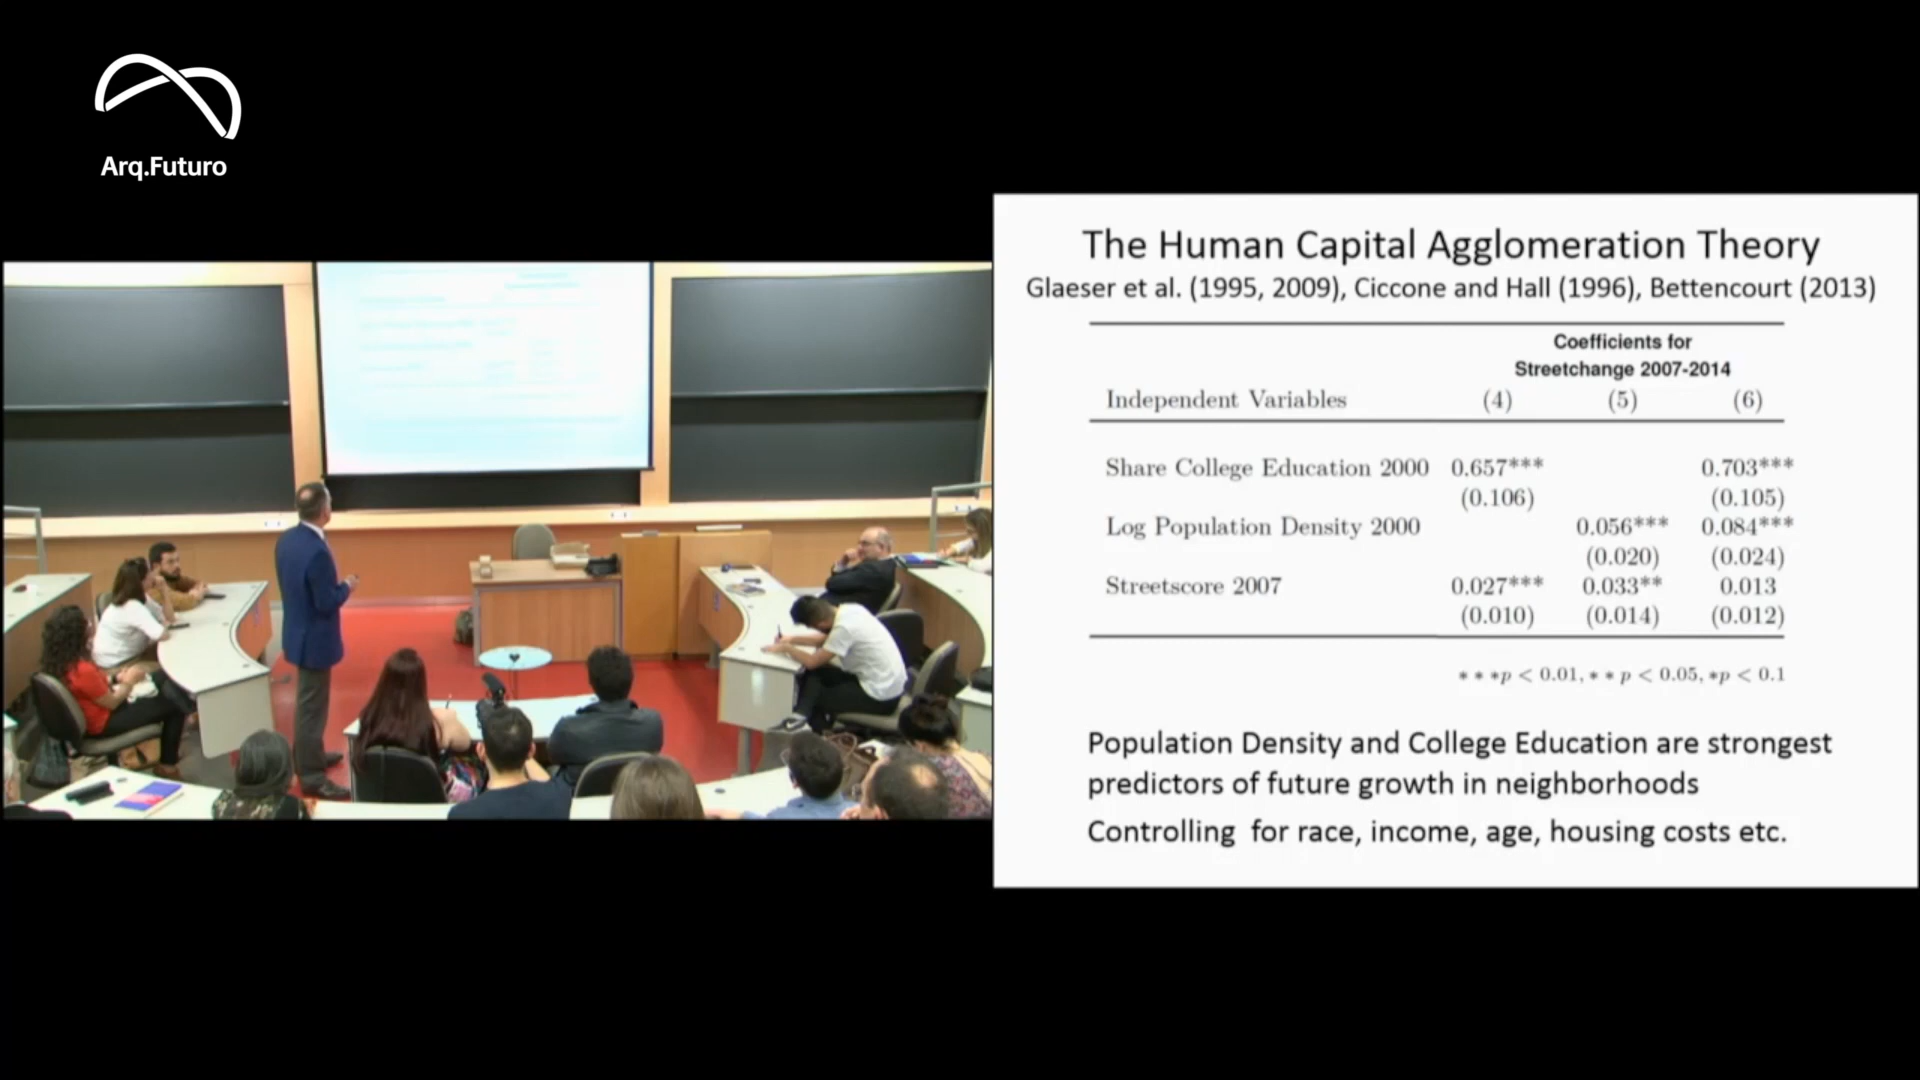 Arq.Futuro
The Human Capital Agglomeration Theory
Glaeser et al. (1995, 2009), Ciccone and Hall (1996), Bettencourt (2013)
Coefficients for
Streetchange 2007-2014
Independent Variables (4) (5) (6)
Share College Education 2000 0.657*** 0.703***
(0.106) (0.105)
Log Population Density 2000 0.056*** 0.084***
(0.020) (0.024)
Streetscore 2007 0.027*** 0.033** 0.013
(0.010) (0.014) (0.012)
* * *p < 0.01, * * p < 0.05, *p < 0.1
Population Density and College Education are strongest
predictors of future growth in neighborhoods
Controlling for race, income, age, housing costs etc.